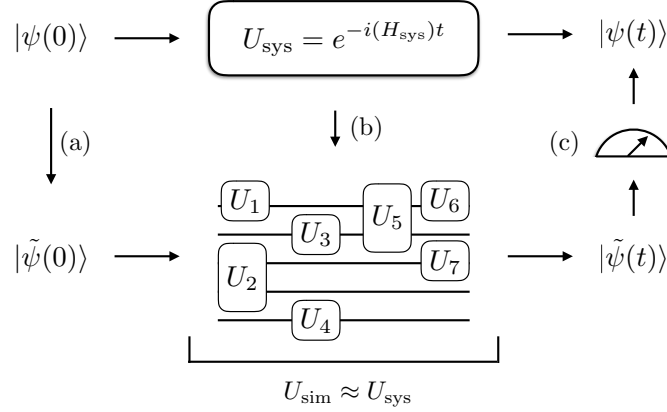 |ψ(0)⟩ U_sys = e^{-i(H_sys)t} |ψ(t)⟩
(a) (b) (c)
U_1 U_5 U_6
U_3
U_2 U_7
|ψ̃(0)⟩ |ψ̃(t)⟩
U_4
U_sim ≈ U_sys